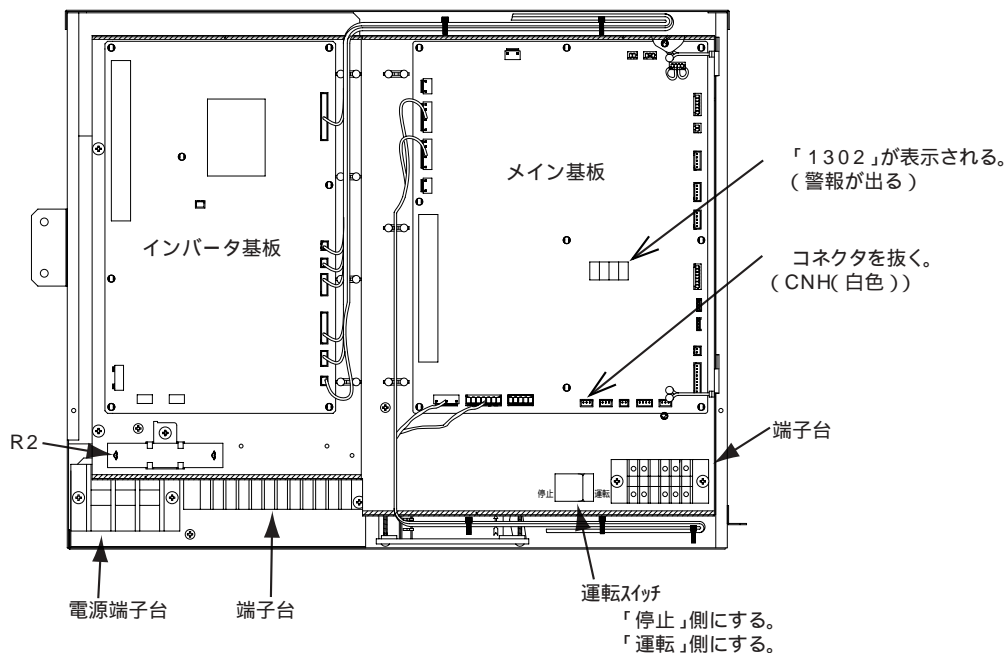 「1302」が表示される。
(警報が出る)
メイン基板
インバータ基板
コネクタを抜く。
(CNH(白色))
R2
端子台
停止
運転
電源端子台
端子台
運転スイッチ
「停止」側にする。
「運転」側にする。